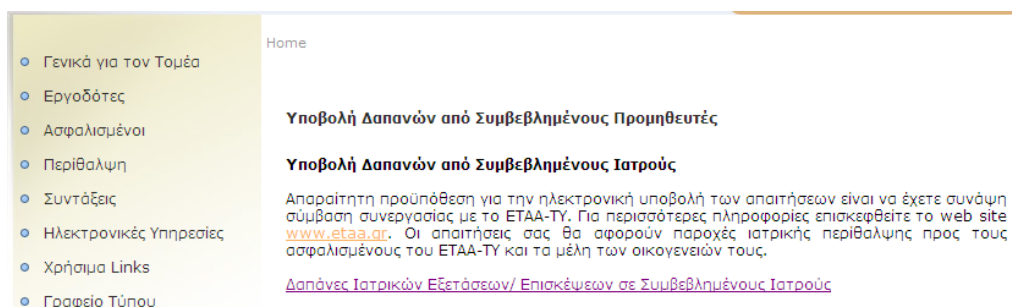 Home
Γενικά για τον Τομέα
Εργοδότες
Ασφαλισμένοι
Περίθαλψη
Συντάξεις
Ηλεκτρονικές Υπηρεσίες
Χρήσιμα Links
Γραφείο Τύπου
Υποβολή Δαπανών από Συμβεβλημένους Προμηθευτές
Υποβολή Δαπανών από Συμβεβλημένους Ιατρούς
Απαραίτητη προϋπόθεση για την ηλεκτρονική υποβολή των απαιτήσεων είναι να έχετε συνάψη
σύμβαση συνεργασίας με το ΕΤΑΑ-ΤΥ. Για περισσότερες πληροφορίες επισκεφθείτε το web site
www.etaa.gr. Οι απαιτήσεις σας θα αφορούν παροχές ιατρικής περίθαλψης προς τους
ασφαλισμένους του ΕΤΑΑ-ΤΥ και τα μέλη των οικογενειών τους.
Δαπάνες Ιατρικών Εξετάσεων/ Επισκέψεων σε Συμβεβλημένους Ιατρούς